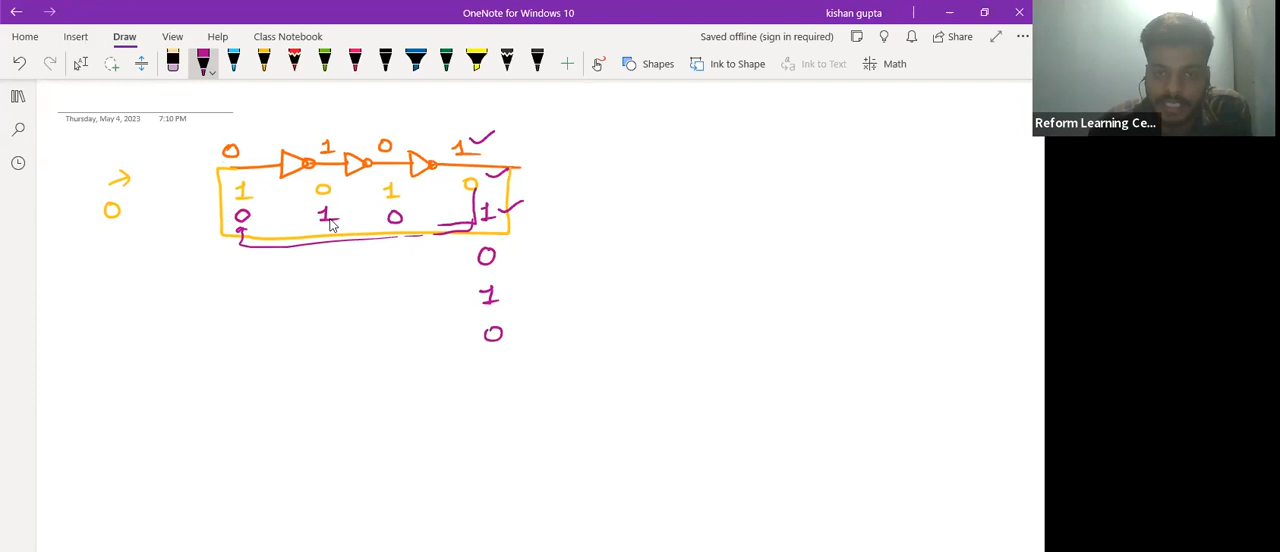 OneNote for Windows 10
kishan gupta
Home Insert Draw View Help Class Notebook
Saved offline (sign in required)
Share
Shapes
Ink to Shape
Ink to Text
Math
Reform Learning Ce...
Thursday, May 4, 2023 7:10 PM
0 1 0 1
1 0 1 0
0
0 1 0 1
0
1
0